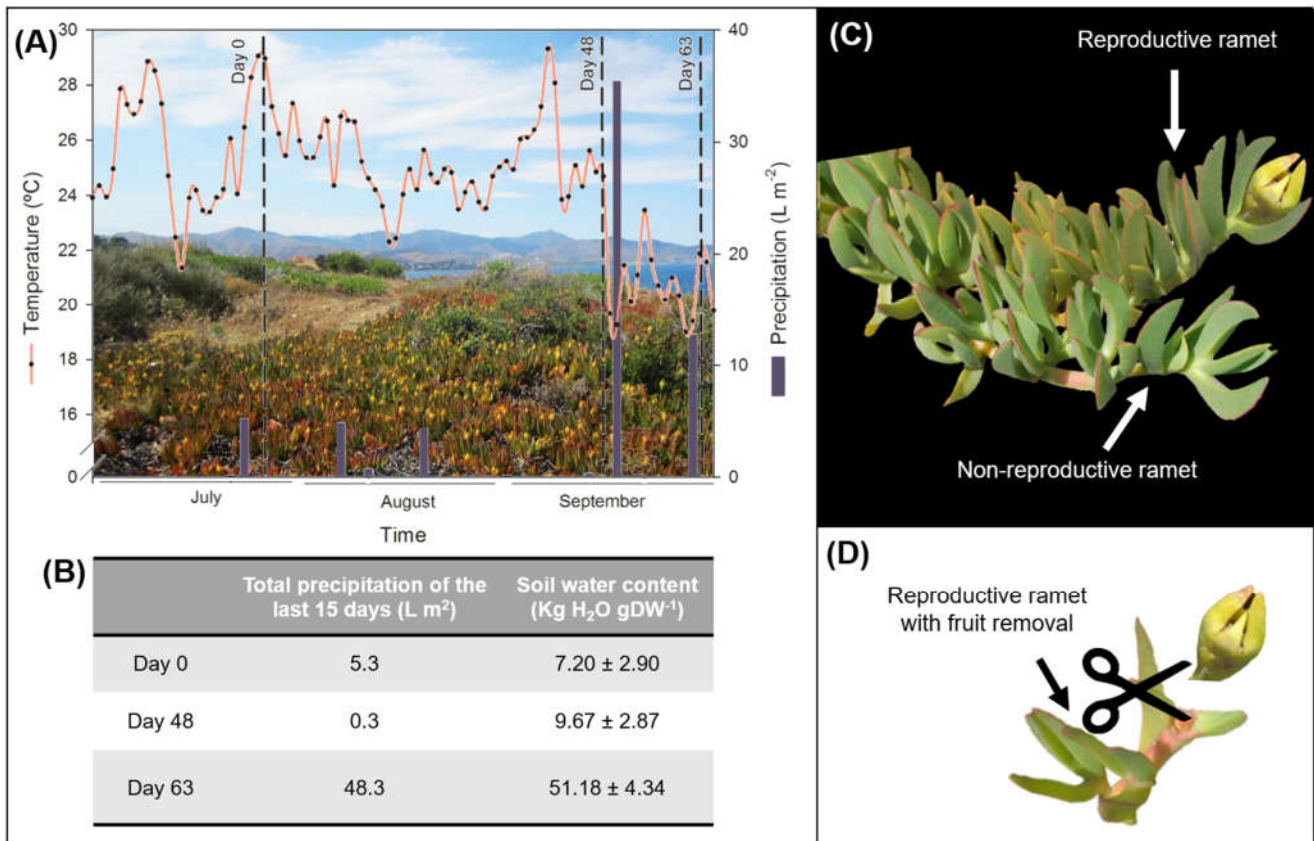 (A)
30
28
26
24
22
20
18
16
0
Temperature (ºC)
Day 0
Day 48
Day 63
40
30
20
10
0
Precipitation (L m⁻²)
July
August
September
Time
(B)
Total precipitation of the
last 15 days (L m²)
Soil water content
(Kg H₂O gDW⁻¹)
Day 0 5.3 7.20 ± 2.90
Day 48 0.3 9.67 ± 2.87
Day 63 48.3 51.18 ± 4.34
(C)
Reproductive ramet
Non-reproductive ramet
(D)
Reproductive ramet
with fruit removal